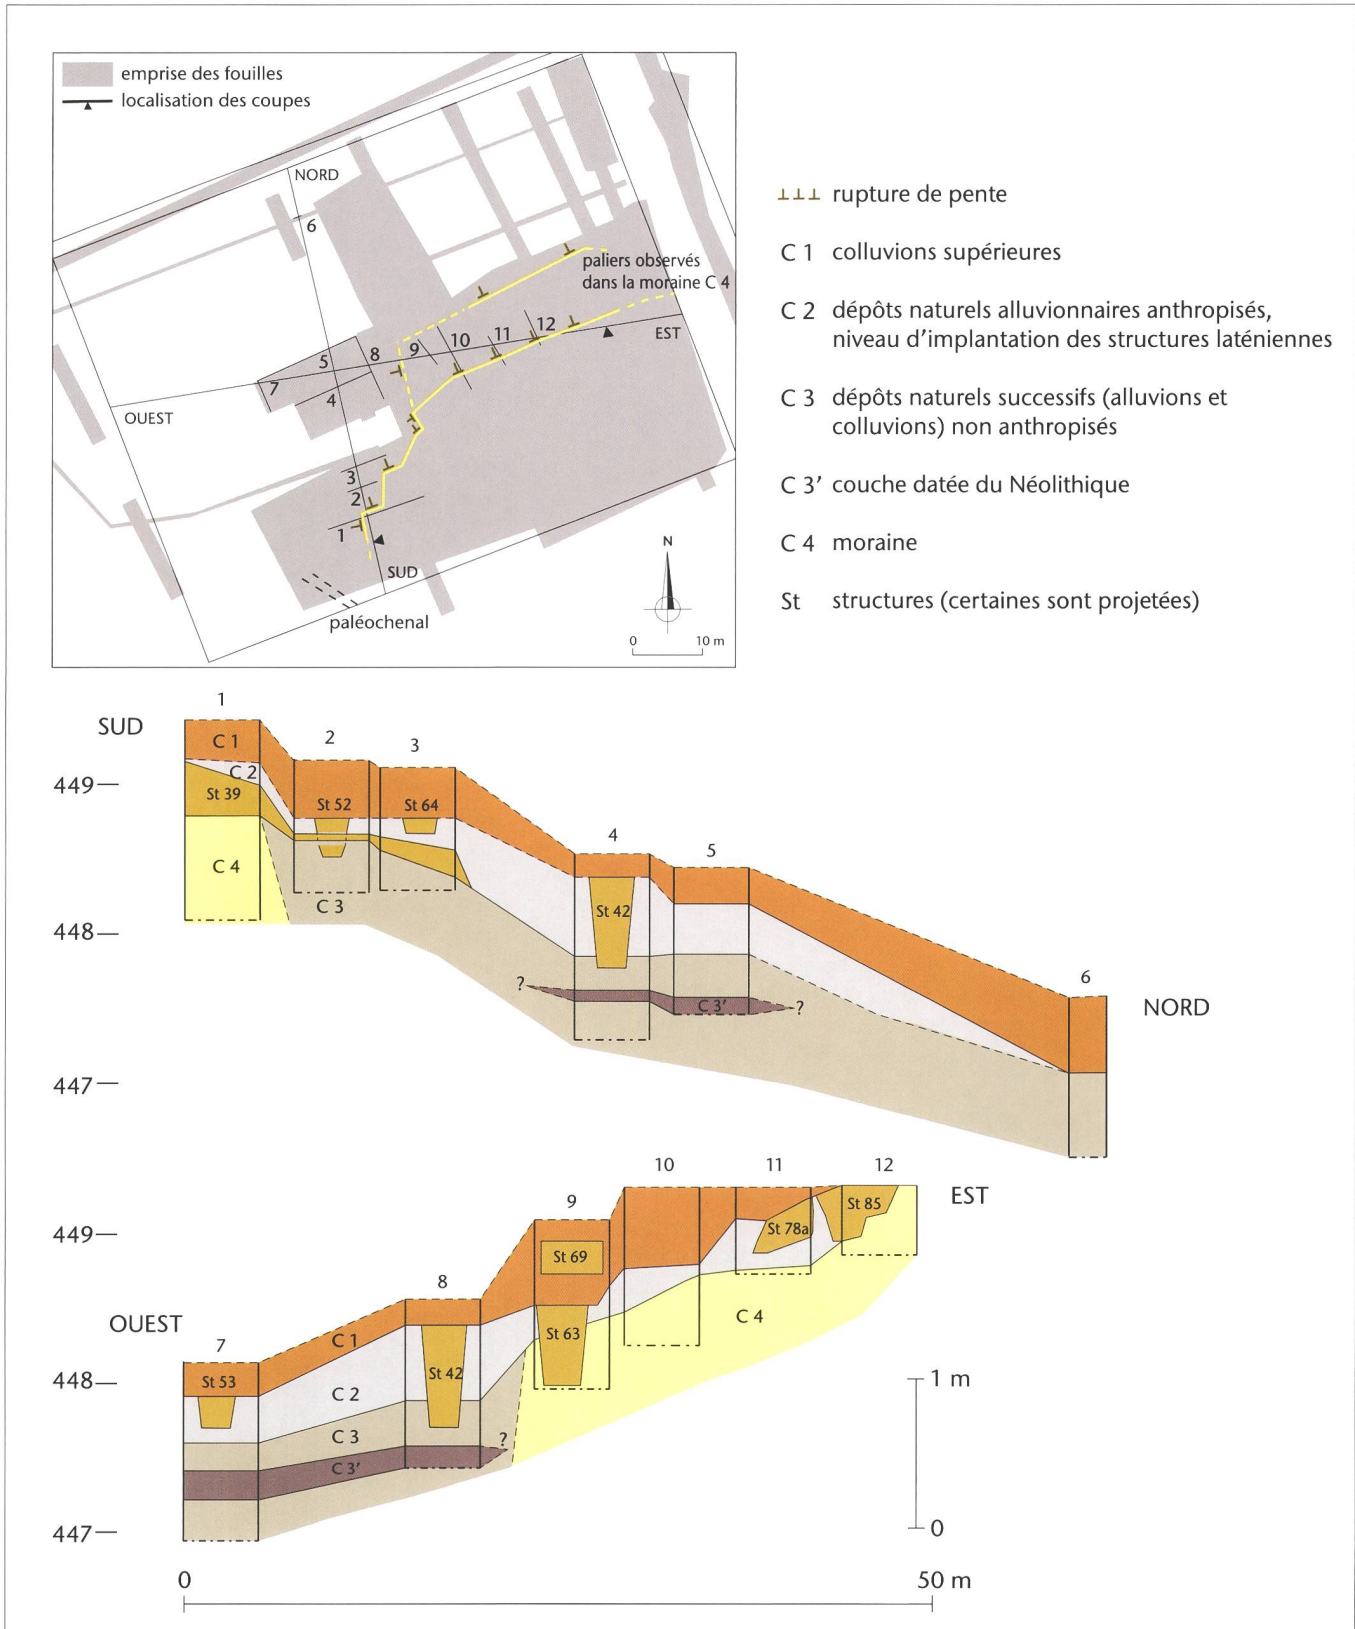 emprise des fouilles
localisation des coupes
NORD
6
paliers observés
dans la moraine C 4
12
11
10
9
8
5
7
4
EST
OUEST
3
2
1
SUD
paléochenal
N
0 10 m
rupture de pente
C 1 colluvions supérieures
C 2 dépôts naturels alluvionnaires anthropisés,
niveau d’implantation des structures laténiennes
C 3 dépôts naturels successifs (alluvions et
colluvions) non anthropisés
C 3’ couche datée du Néolithique
C 4 moraine
St structures (certaines sont projetées)
1
SUD
2
3
C 1
C 2
449
St 39
St 52
St 64
4
5
C 4
C 3
St 42
448
6
?
C 3’
?
NORD
447
10
11
12
EST
9
St 85
St 78a
449
St 69
8
OUEST
7
C 1
St 63
C 4
St 53
St 42
448
1 m
C 2
C 3
?
C 3’
447
0
0
50 m